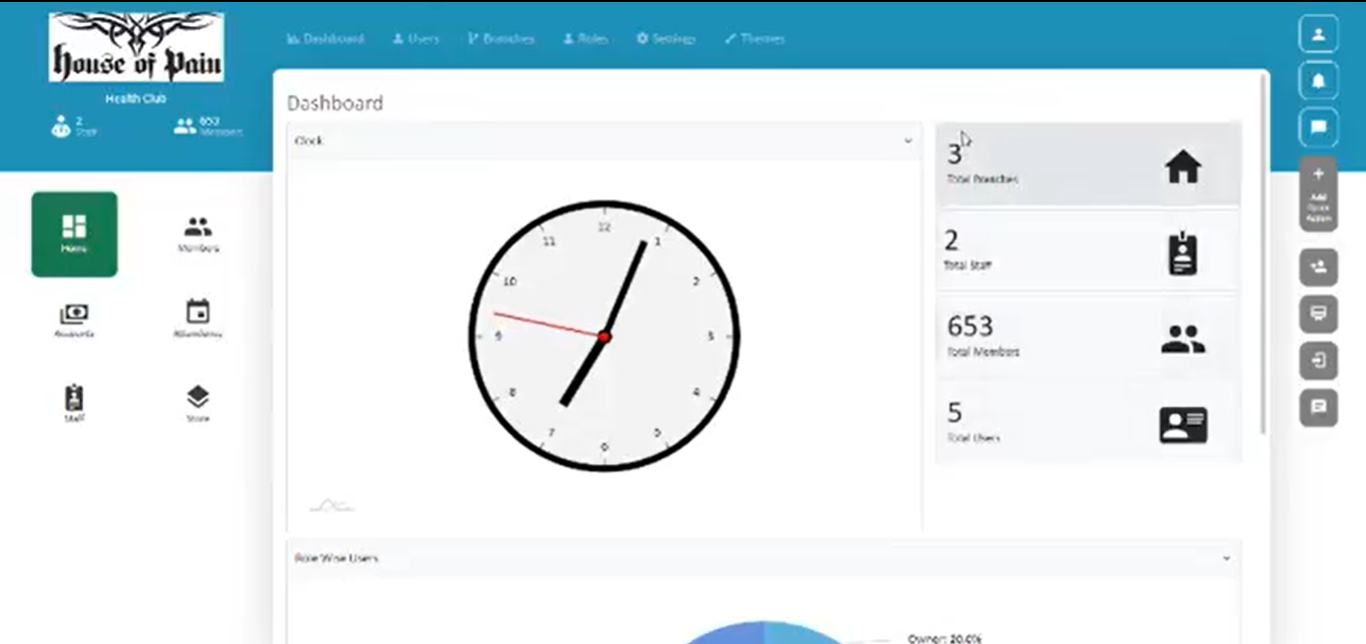 House of Pain
Health Club
2
Staff
653
Members
Dashboard
Users
Branches
Roles
Settings
Themes
Dashboard
Clock
12
1
2
3
4
5
6
7
8
9
10
11
3
Total Branches
2
Total Staff
653
Total Members
5
Total Users
Home
Members
Accounts
Attendance
Staff
Store
Add
Quick
Action
Role Wise Users
Owner: 20.0%